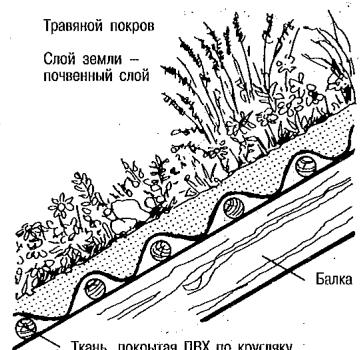 Травяной покров
Слой земли –
почвенный слой
Балка
Ткань, покрытая ПВХ по кругляку